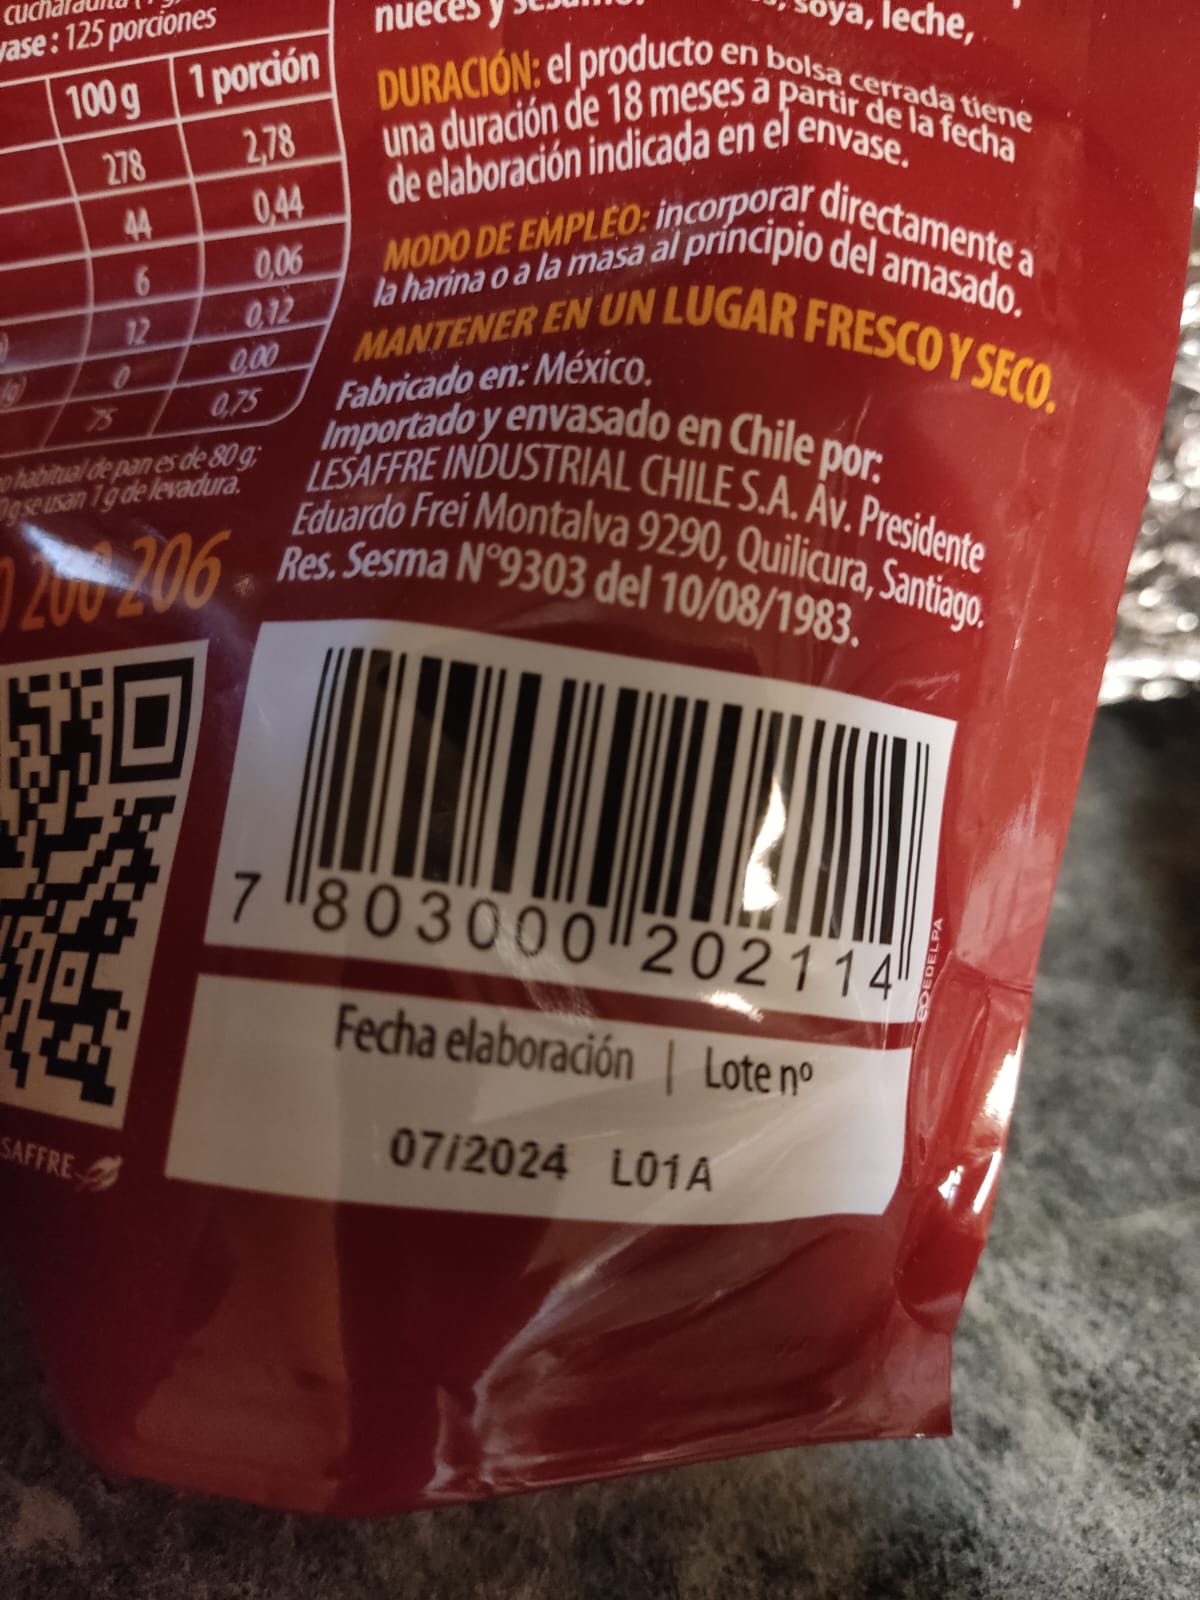 cucharadita
vase: 125 porciones
100 g 1 porción
278 2,78
44 0,44
6 0,06
12 0,12
(g) 0 0,00
75 0,75
habitual de pan es de 80 g;
g se usan 1 g de levadura.
200 206
SAFFRE
nueces y
soya, leche,
DURACIÓN: el producto en bolsa cerrada tiene
una duración de 18 meses a partir de la fecha
de elaboración indicada en el envase.
MODO DE EMPLEO: incorporar directamente a
la harina o a la masa al principio del amasado.
MANTENER EN UN LUGAR FRESCO Y SECO.
Fabricado en: México.
Importado y envasado en Chile por:
LESAFFRE INDUSTRIAL CHILE S.A. Av. Presidente
Eduardo Frei Montalva 9290, Quilicura, Santiago.
Res. Sesma N°9303 del 10/08/1983.
7 803000 202114
EDELPA
Fecha elaboración | Lote nº
07/2024 L01A